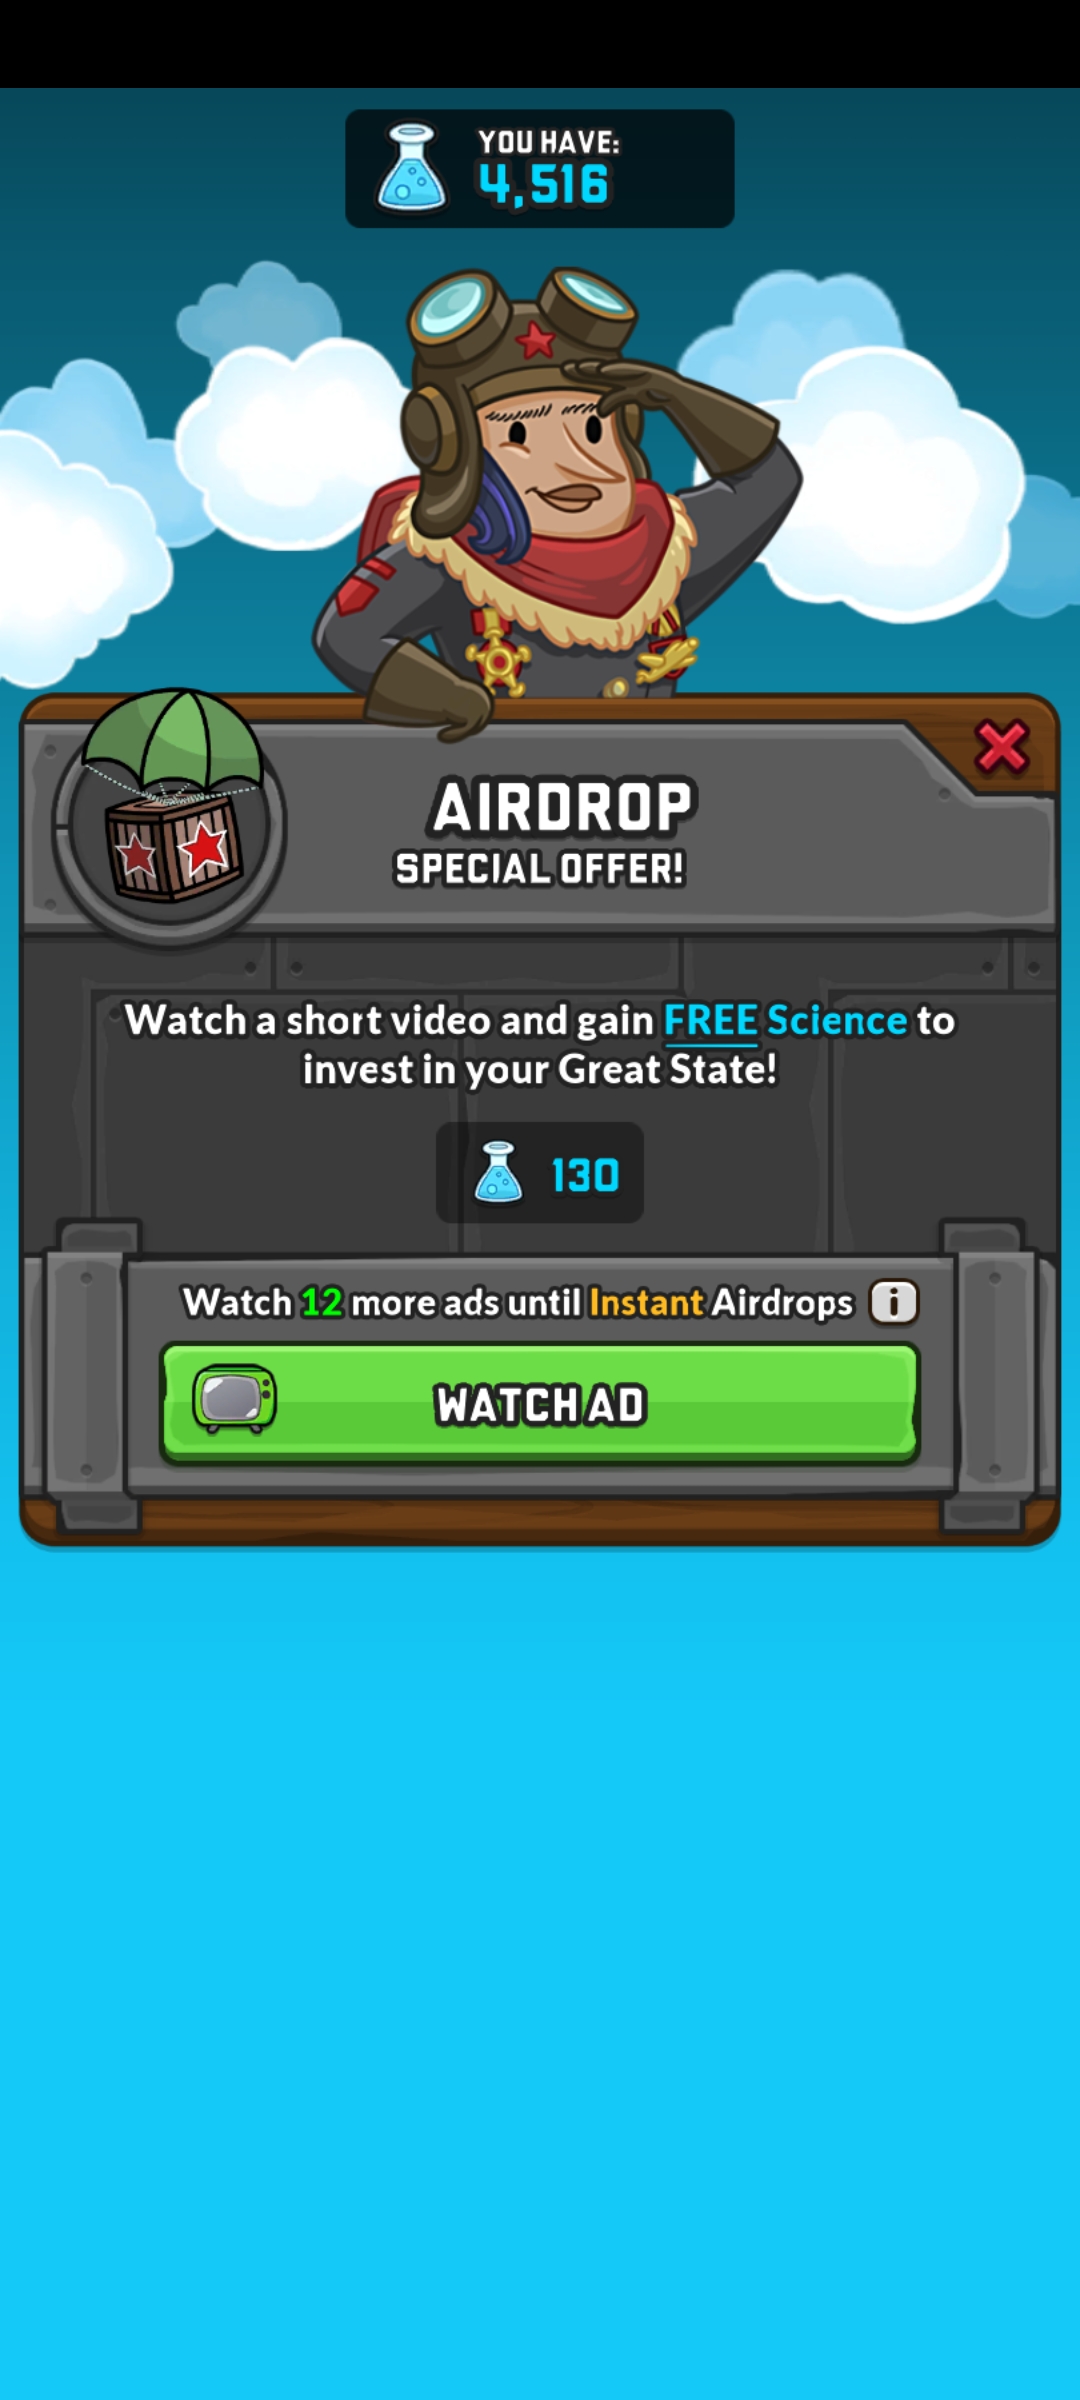 YOU HAVE:
4,516
AIRDROP
SPECIAL OFFER!
Watch a short video and gain FREE Science to
invest in your Great State!
130
Watch 12 more ads until Instant Airdrops
i
WATCH AD